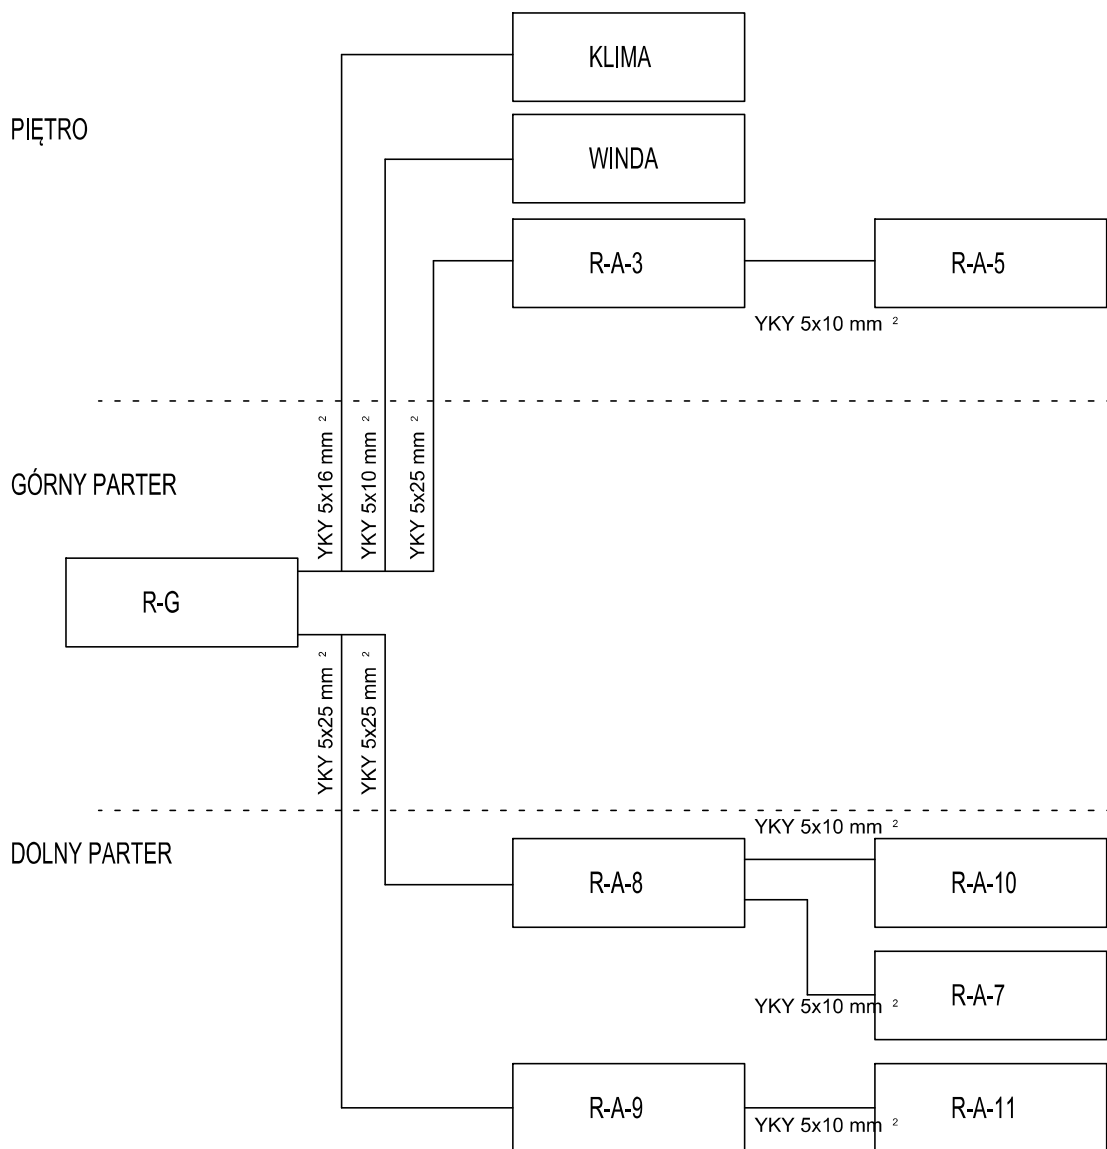 KLIMA
PIĘTRO
WINDA
R-A-3
R-A-5
YKY 5x10 mm ²
YKY 5x16 mm ²
YKY 5x10 mm ²
YKY 5x25 mm ²
GÓRNY PARTER
R-G
YKY 5x25 mm ²
YKY 5x25 mm ²
YKY 5x10 mm ²
DOLNY PARTER
R-A-8
R-A-10
R-A-7
YKY 5x10 mm ²
R-A-9
R-A-11
YKY 5x10 mm ²